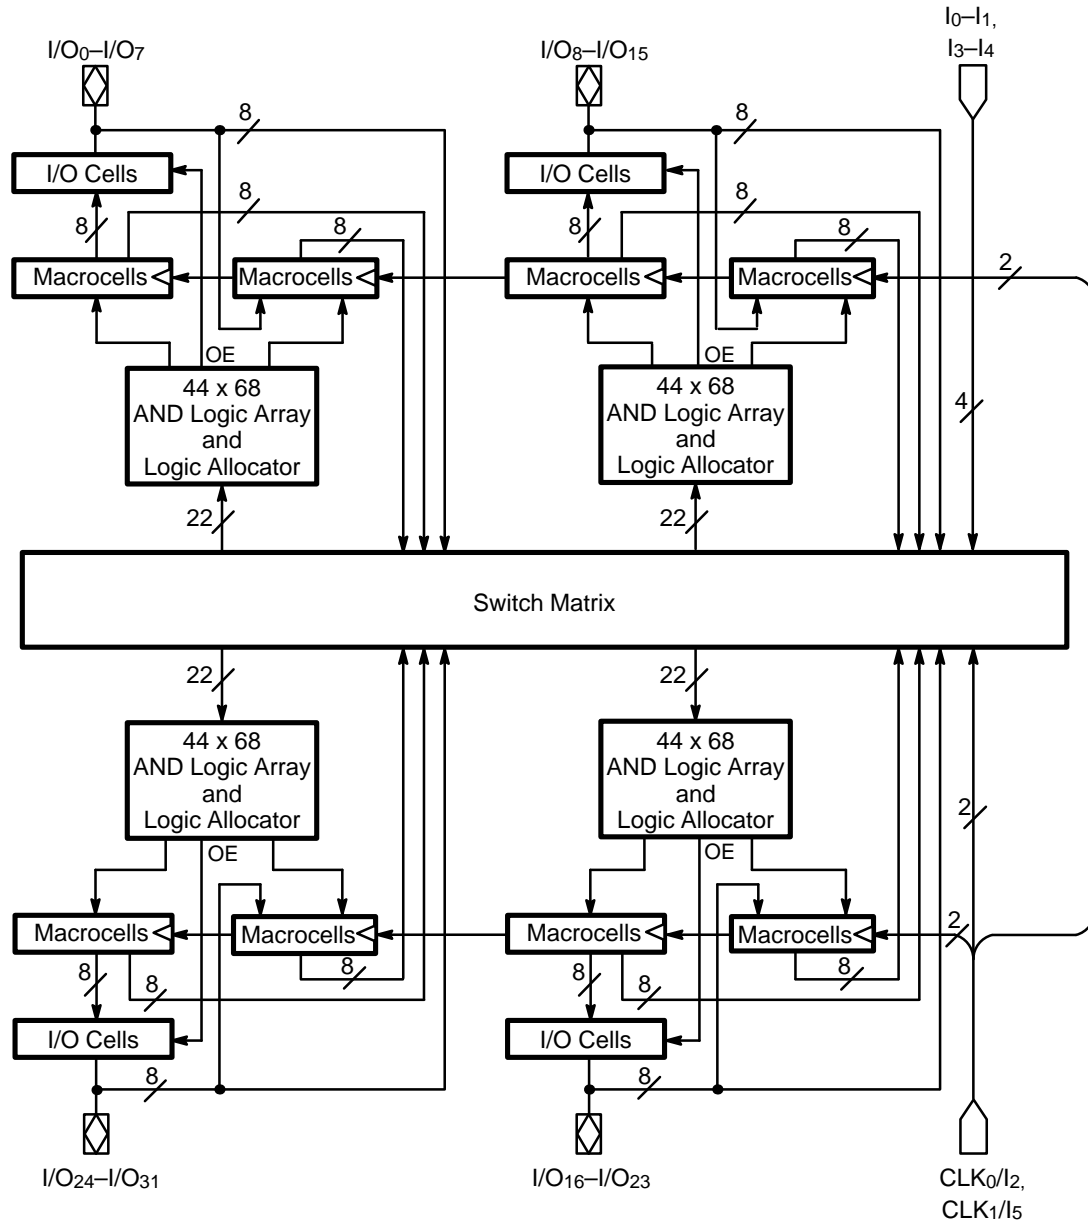 I0–I1,
I3–I4
I/O0–I/O7
I/O8–I/O15
8
8
I/O Cells
I/O Cells
8
8
8
8
8
8
Macrocells
Macrocells
Macrocells
Macrocells
2
OE
OE
44 x 68
AND Logic Array
and
Logic Allocator
44 x 68
AND Logic Array
and
Logic Allocator
4
22
22
Switch Matrix
22
22
44 x 68
AND Logic Array
and
Logic Allocator
44 x 68
AND Logic Array
and
Logic Allocator
2
OE
OE
Macrocells
Macrocells
Macrocells
Macrocells
2
8
8
8
8
8
8
I/O Cells
I/O Cells
8
8
I/O24–I/O31
I/O16–I/O23
CLK0/I2,
CLK1/I5